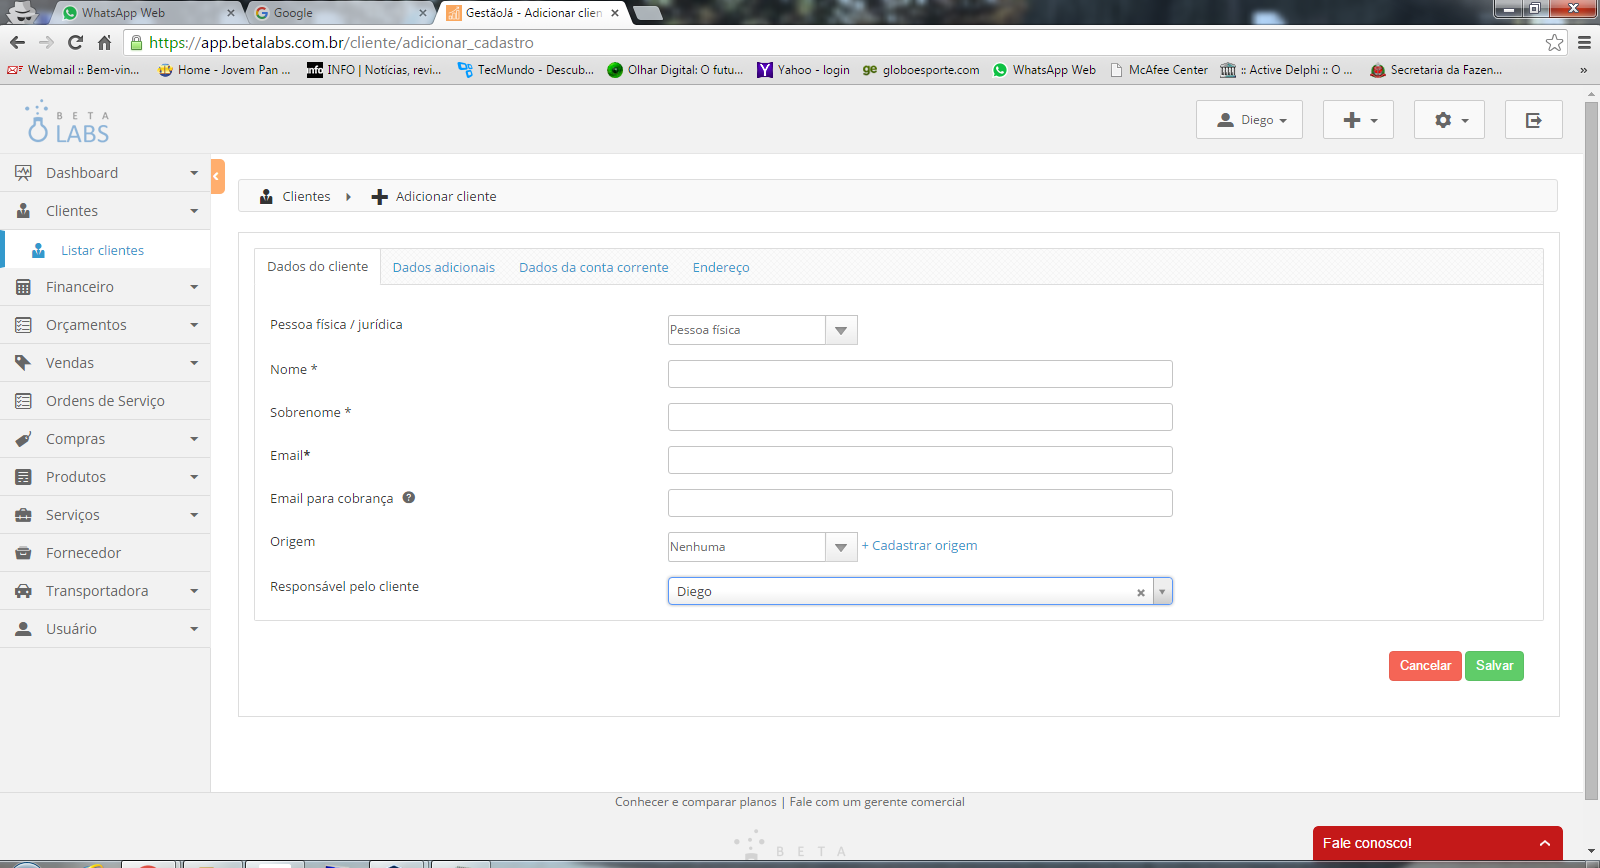 WhatsApp Web
Google
GestãoJá - Adicionar clien
https://app.betalabs.com.br/cliente/adicionar_cadastro
Webmail :: Bem-vin...
Home - Jovem Pan ...
info INFO | Notícias, revi...
TecMundo - Descub...
Olhar Digital: O futu...
Yahoo - login
ge globoesporte.com
WhatsApp Web
McAfee Center
:: Active Delphi :: O ...
Secretaria da Fazen...
»
BETA
LABS
Diego
Dashboard
Clientes
Listar clientes
Financeiro
Orçamentos
Vendas
Ordens de Serviço
Compras
Produtos
Serviços
Fornecedor
Transportadora
Usuário
Clientes
Adicionar cliente
Dados do cliente
Dados adicionais
Dados da conta corrente
Endereço
Pessoa física / jurídica
Pessoa física
Nome *
Sobrenome *
Email*
Email para cobrança ?
Origem
Nenhuma
+ Cadastrar origem
Responsável pelo cliente
Diego
Cancelar
Salvar
Conhecer e comparar planos | Fale com um gerente comercial
BETA
Fale conosco!